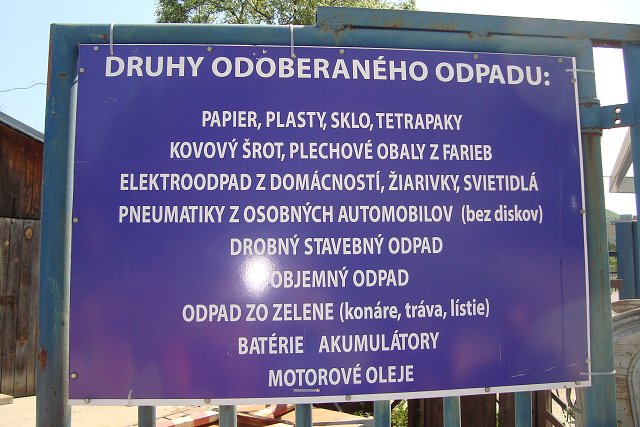 DRUHY ODOBERANÉHO ODPADU:
PAPIER, PLASTY, SKLO, TETRAPAKY
KOVOVÝ ŠROT, PLECHOVÉ OBALY Z FARIEB
ELEKTROODPAD Z DOMÁCNOSTÍ, ŽIARIVKY, SVIETIDLÁ
PNEUMATIKY Z OSOBNÝCH AUTOMOBILOV (bez diskov)
DROBNÝ STAVEBNÝ ODPAD
OBJEMNÝ ODPAD
ODPAD ZO ZELENE (konáre, tráva, lístie)
BATÉRIE AKUMULÁTORY
MOTOROVÉ OLEJE